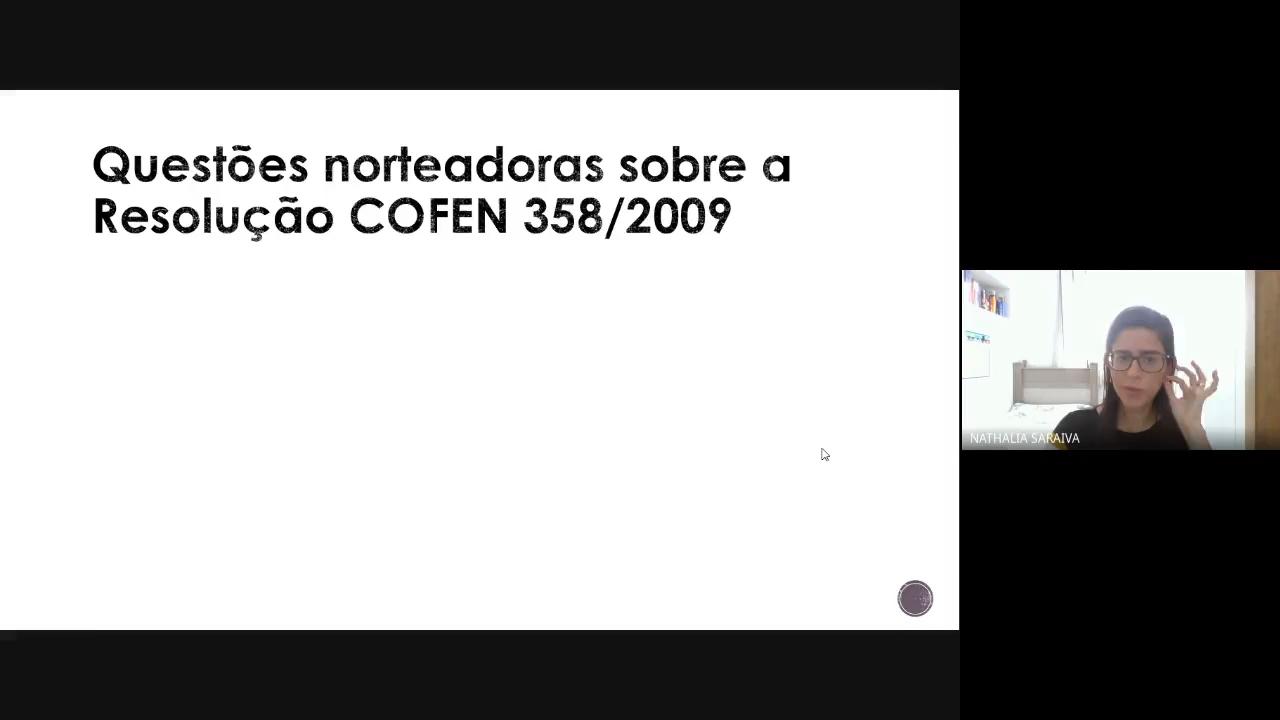 Questões norteadoras sobre a
Resolução COFEN 358/2009
NATHALIA SARAIVA